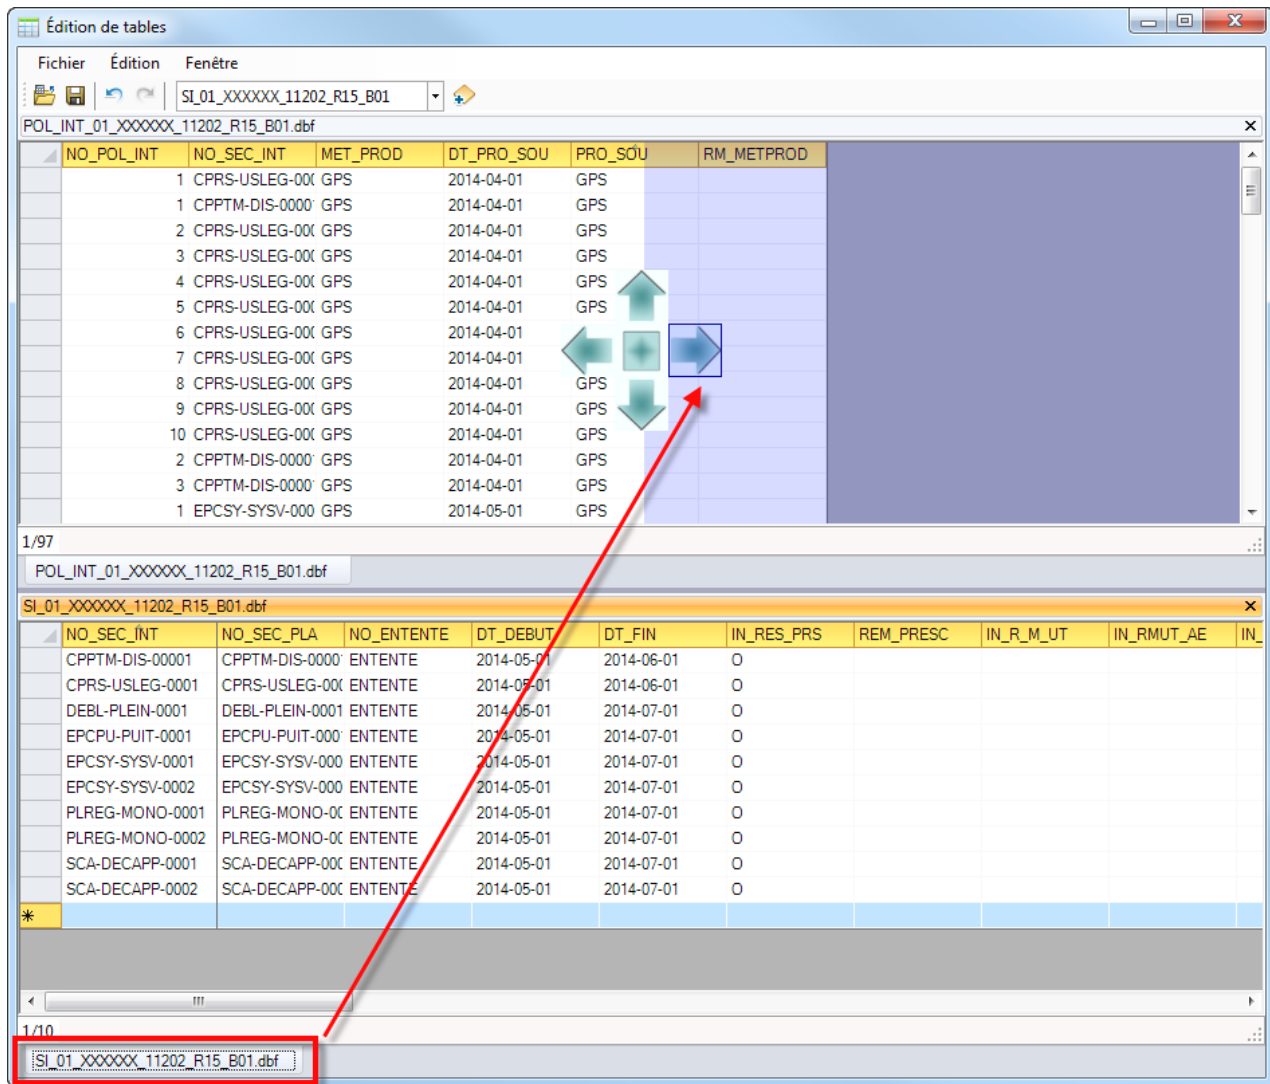 Édition de tables
Fichier Édition Fenêtre
SI_01_XXXXXX_11202_R15_B01
POL_INT_01_XXXXXX_11202_R15_B01.dbf
NO_POL_INT NO_SEC_INT MET_PROD DT_PRO_SOU PRO_SOU RM_METPROD
1 CPRS-USLEG-00( GPS 2014-04-01 GPS
1 CPPTM-DIS-0000 GPS 2014-04-01 GPS
2 CPRS-USLEG-00( GPS 2014-04-01 GPS
3 CPRS-USLEG-00( GPS 2014-04-01 GPS
4 CPRS-USLEG-00( GPS 2014-04-01 GPS
5 CPRS-USLEG-00( GPS 2014-04-01 GPS
6 CPRS-USLEG-00( GPS 2014-04-01
7 CPRS-USLEG-00( GPS 2014-04-01
8 CPRS-USLEG-00( GPS 2014-04-01 GPS
9 CPRS-USLEG-00( GPS 2014-04-01 GPS
10 CPRS-USLEG-00( GPS 2014-04-01 GPS
2 CPPTM-DIS-0000 GPS 2014-04-01 GPS
3 CPPTM-DIS-0000 GPS 2014-04-01 GPS
1 EPCSY-SYSV-000 GPS 2014-05-01 GPS
1/97
POL_INT_01_XXXXXX_11202_R15_B01.dbf
SI_01_XXXXXX_11202_R15_B01.dbf
NO_SEC_INT NO_SEC_PLA NO_ENTENTE DT_DEBUT DT_FIN IN_RES_PRS REM_PRESC IN_R_M_UT IN_RMUT_AE IN_
CPPTM-DIS-00001 CPPTM-DIS-0000 ENTENTE 2014-05-01 2014-06-01 O
CPRS-USLEG-0001 CPRS-USLEG-00( ENTENTE 2014-05-01 2014-06-01 O
DEBL-PLEIN-0001 DEBL-PLEIN-0001 ENTENTE 2014-05-01 2014-07-01 O
EPCPU-PUIT-0001 EPCPU-PUIT-000 ENTENTE 2014-05-01 2014-07-01 O
EPCSY-SYSV-0001 EPCSY-SYSV-000 ENTENTE 2014-05-01 2014-07-01 O
EPCSY-SYSV-0002 EPCSY-SYSV-000 ENTENTE 2014-05-01 2014-07-01 O
PLREG-MONO-0001 PLREG-MONO-0( ENTENTE 2014-05-01 2014-07-01 O
PLREG-MONO-0002 PLREG-MONO-0( ENTENTE 2014-05-01 2014-07-01 O
SCA-DECAPP-0001 SCA-DECAPP-00( ENTENTE 2014-05-01 2014-07-01 O
SCA-DECAPP-0002 SCA-DECAPP-00( ENTENTE 2014-05-01 2014-07-01 O
1/10
SI_01_XXXXXX_11202_R15_B01.dbf